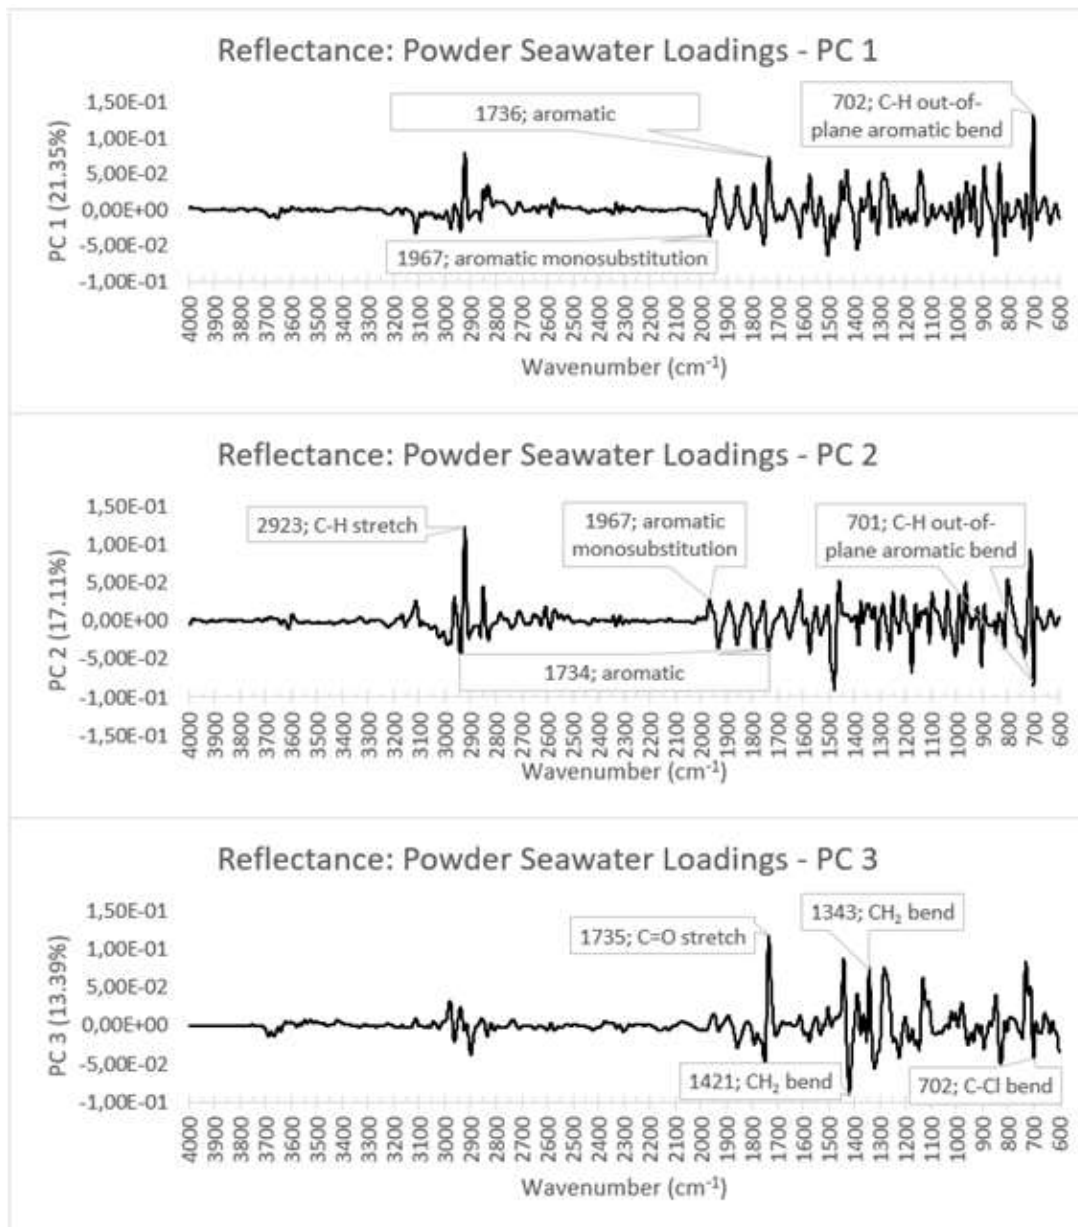 Reflectance: Powder Seawater Loadings - PC 1
1,50E-01
1,00E-01
5,00E-02
0,00E+00
-5,00E-02
-1,00E-01
PC 1 (21.35%)
1736; aromatic
702; C-H out-of-
plane aromatic bend
1967; aromatic monosubstitution
4000 3900 3800 3700 3600 3500 3400 3300 3200 3100 3000 2900 2800 2700 2600 2500 2400 2300 2200 2100 2000 1900 1800 1700 1600 1500 1400 1300 1200 1100 1000 900 800 700 600
Wavenumber (cm⁻¹)
Reflectance: Powder Seawater Loadings - PC 2
1,50E-01
1,00E-01
5,00E-02
0,00E+00
-5,00E-02
-1,00E-01
-1,50E-01
PC 2 (17.11%)
2923; C-H stretch
1967; aromatic
monosubstitution
701; C-H out-of-
plane aromatic bend
1734; aromatic
4000 3900 3800 3700 3600 3500 3400 3300 3200 3100 3000 2900 2800 2700 2600 2500 2400 2300 2200 2100 2000 1900 1800 1700 1600 1500 1400 1300 1200 1100 1000 900 800 700 600
Wavenumber (cm⁻¹)
Reflectance: Powder Seawater Loadings - PC 3
1,50E-01
1,00E-01
5,00E-02
0,00E+00
-5,00E-02
-1,00E-01
PC 3 (13.39%)
1735; C=O stretch
1343; CH₂ bend
1421; CH₂ bend
702; C-Cl bend
4000 3900 3800 3700 3600 3500 3400 3300 3200 3100 3000 2900 2800 2700 2600 2500 2400 2300 2200 2100 2000 1900 1800 1700 1600 1500 1400 1300 1200 1100 1000 900 800 700 600
Wavenumber (cm⁻¹)